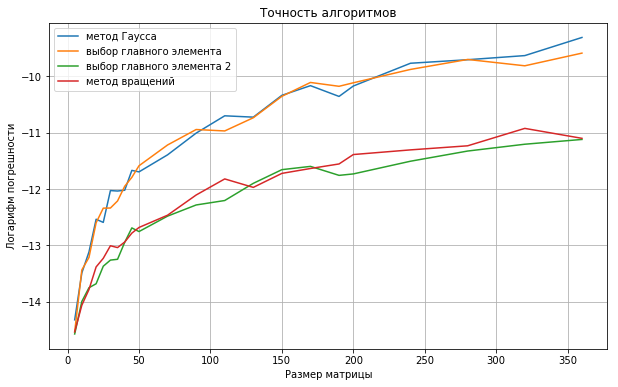 Точность алгоритмов
метод Гаусса
выбор главного элемента
выбор главного элемента 2
метод вращений
Логарифм погрешности
−10
−11
−12
−13
−14
0
50
100
150
200
250
300
350
Размер матрицы